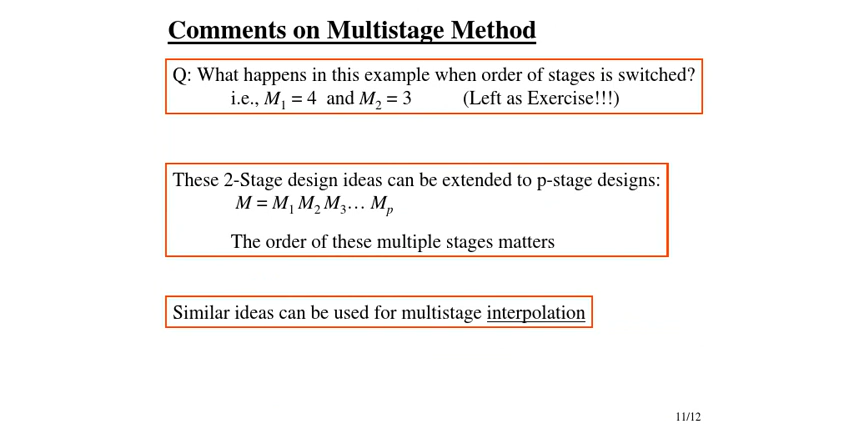 Comments on Multistage Method
Q: What happens in this example when order of stages is switched?
i.e., M1 = 4 and M2 = 3 (Left as Exercise!!!)
These 2-Stage design ideas can be extended to p-stage designs:
M = M1 M2 M3… Mp
The order of these multiple stages matters
Similar ideas can be used for multistage interpolation
11/12